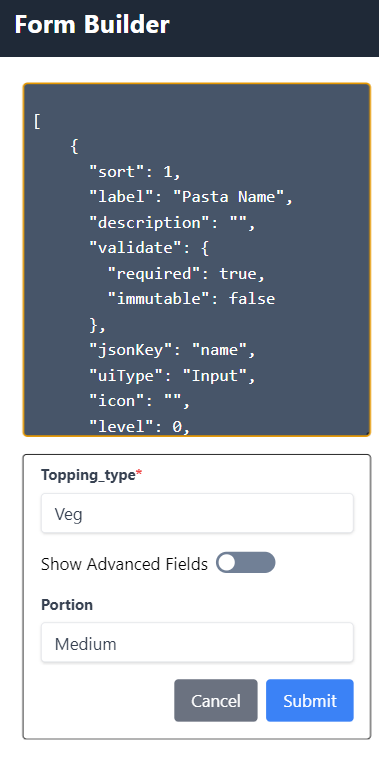 Form Builder
[
{
"sort": 1,
"label": "Pasta Name",
"description": "",
"validate": {
"required": true,
"immutable": false
},
"jsonKey": "name",
"uiType": "Input",
"icon": "",
"level": 0,
Topping_type*
Veg
Show Advanced Fields
Portion
Medium
Cancel Submit